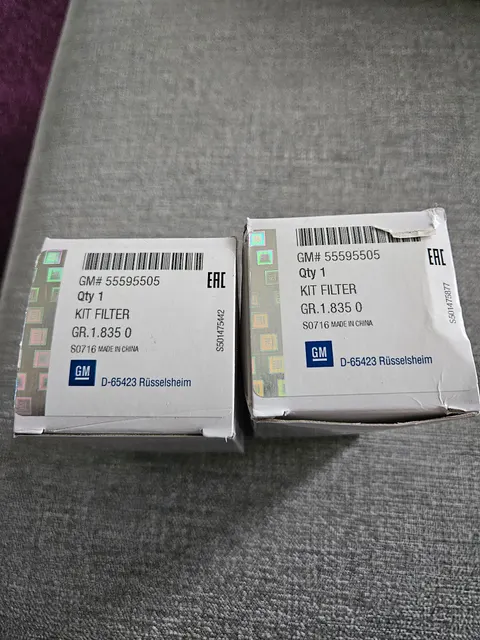 GM# 55595505
Qty 1
KIT FILTER
GR.1.835 0
S0716 MADE IN CHINA
GM
D-65423 Rüsselsheim
EAC
S501475442
GM# 55595505
Qty 1
KIT FILTER
GR.1.835 0
S0716 MADE IN CHINA
GM
D-65423 Rüsselsheim
EAC
S501475877